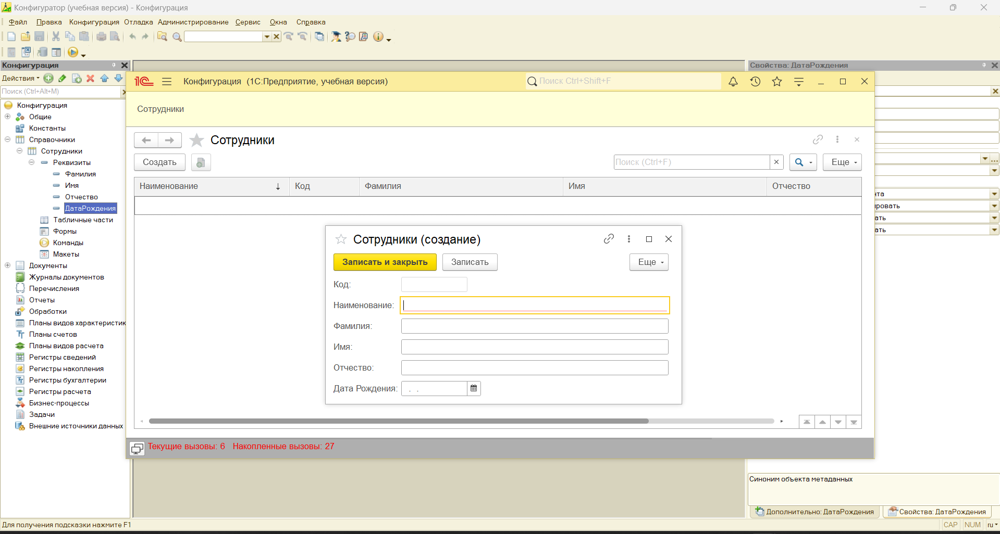 Конфигуратор (учебная версия) - Конфигурация
Файл Правка Конфигурация Отладка Администрирование Сервис Окна Справка
Конфигурация
Действия
Поиск (Ctrl+Alt+M)
Конфигурация
Общие
Константы
Справочники
Сотрудники
Реквизиты
Фамилия
Имя
Отчество
ДатаРождения
Табличные части
Формы
Команды
Макеты
Документы
Журналы документов
Перечисления
Отчеты
Обработки
Планы видов характеристик
Планы счетов
Планы видов расчета
Регистры сведений
Регистры накопления
Регистры бухгалтерии
Регистры расчета
Бизнес-процессы
Задачи
Внешние источники данных
1С Конфигурация (1С:Предприятие, учебная версия)
Поиск Ctrl+Shift+F
Сотрудники
Сотрудники
Создать
Поиск (Ctrl+F)
Еще
Наименование Код Фамилия Имя Отчество
Сотрудники (создание)
Записать и закрыть Записать Еще
Код:
Наименование:
Фамилия:
Имя:
Отчество:
Дата Рождения: . .
Текущие вызовы: 6 Накопленные вызовы: 27
Свойства: ДатаРождения
нта
ировать
ать
ать
Синоним объекта метаданных
Дополнительно: ДатаРождения Свойства: ДатаРождения
Для получения подсказки нажмите F1
CAP NUM ru